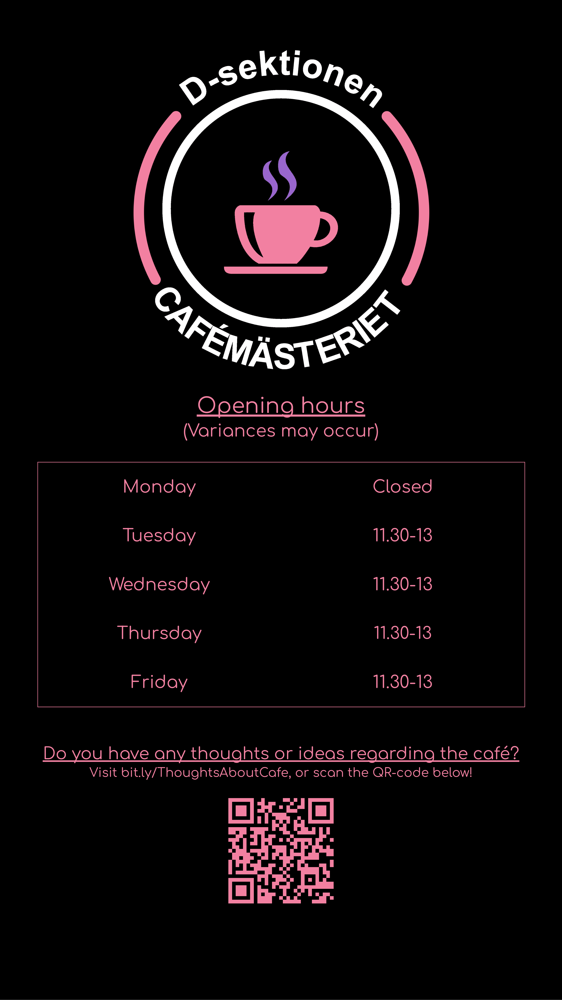 D-sektionen
CAFÉMÄSTERIET
Opening hours
(Variances may occur)
Monday Closed
Tuesday 11.30-13
Wednesday 11.30-13
Thursday 11.30-13
Friday 11.30-13
Do you have any thoughts or ideas regarding the café?
Visit bit.ly/ThoughtsAboutCafe, or scan the QR-code below!